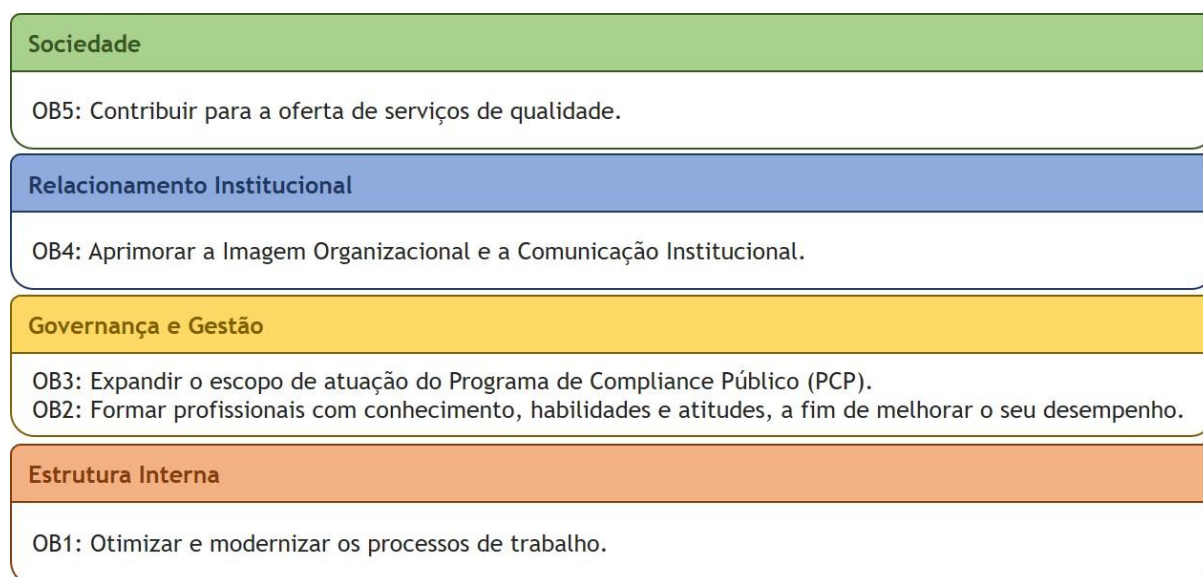 Sociedade
OB5: Contribuir para a oferta de serviços de qualidade.
Relacionamento Institucional
OB4: Aprimorar a Imagem Organizacional e a Comunicação Institucional.
Governança e Gestão
OB3: Expandir o escopo de atuação do Programa de Compliance Público (PCP).
OB2: Formar profissionais com conhecimento, habilidades e atitudes, a fim de melhorar o seu desempenho.
Estrutura Interna
OB1: Otimizar e modernizar os processos de trabalho.